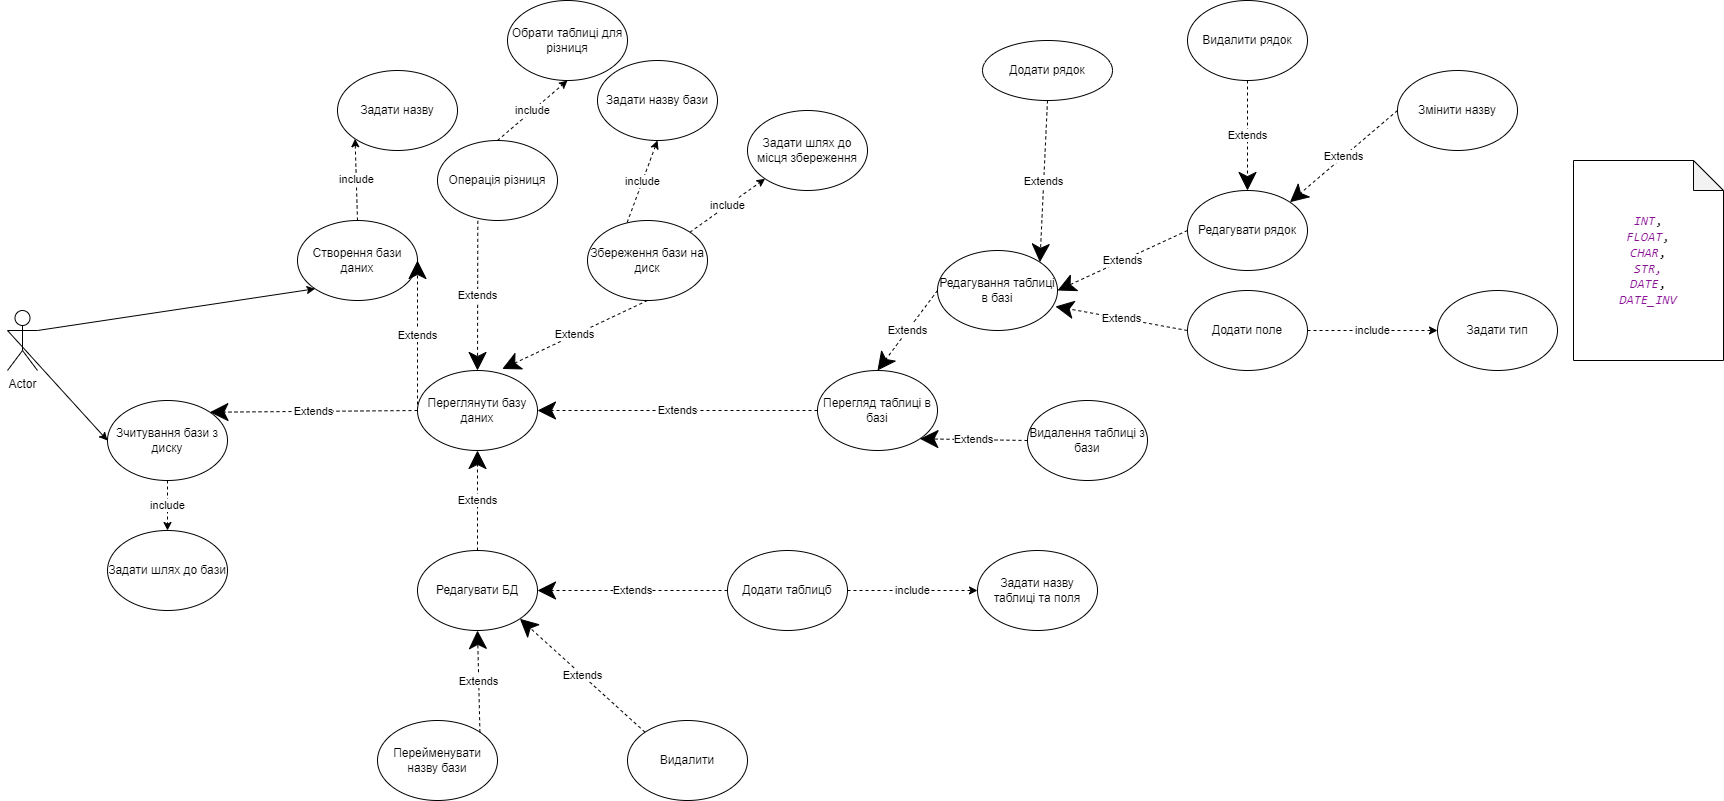 Обрати таблиці для
різниця
Видалити рядок
Додати рядок
Задати назву
include
Задати назву бази
Змінити назву
Extends
Задати шлях до
місця збереження
Extends
include
Операція різниця
include
Extends
include
INT,
FLOAT,
CHAR,
STR,
DATE,
DATE_INV
Створення бази
даних
Збереження бази на
диск
Редагувати рядок
Extends
Редагування таблиці
в базі
Extends
Extends
Extends
Extends
Extends
Extends
Додати поле
include
Задати тип
Actor
Переглянути базу
даних
Extends
Extends
Перегляд таблиці в
базі
Зчитування бази з
диску
Extends
Видалення таблиці з
бази
include
Extends
Задати шлях до бази
Редагувати БД
Extends
Додати таблицб
include
Задати назву
таблиці та поля
Extends
Extends
Перейменувати
назву бази
Видалити